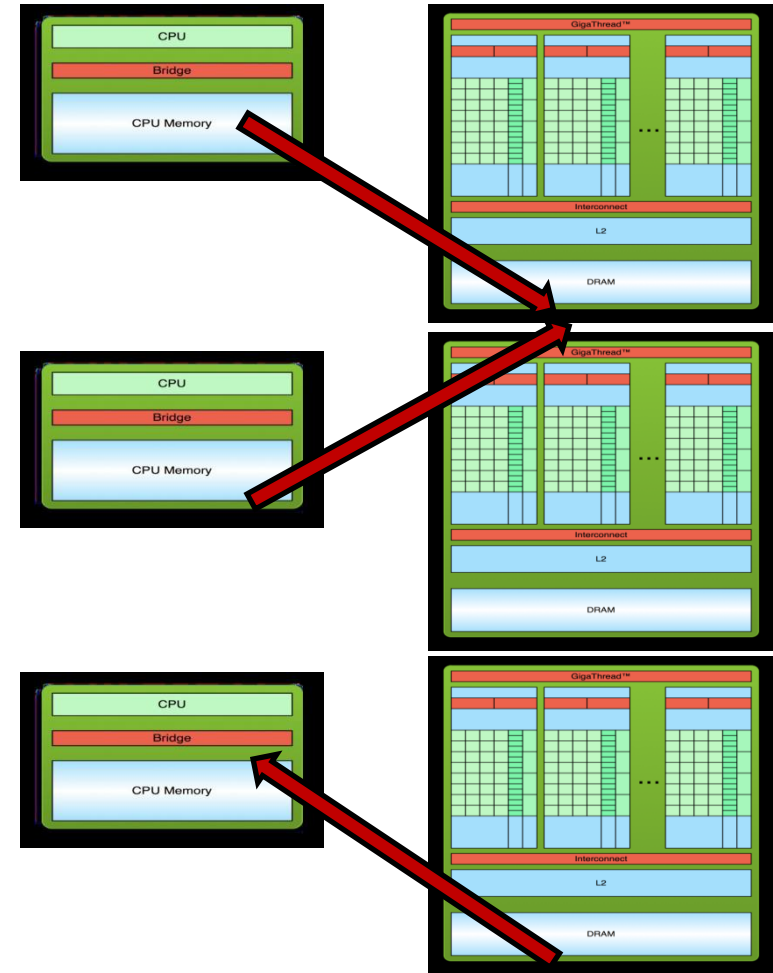 CPU
Bridge
CPU Memory
GigaThread™
...
Interconnect
L2
DRAM
CPU
Bridge
CPU Memory
GigaThread™
...
Interconnect
L2
DRAM
CPU
Bridge
CPU Memory
GigaThread™
...
Interconnect
L2
DRAM